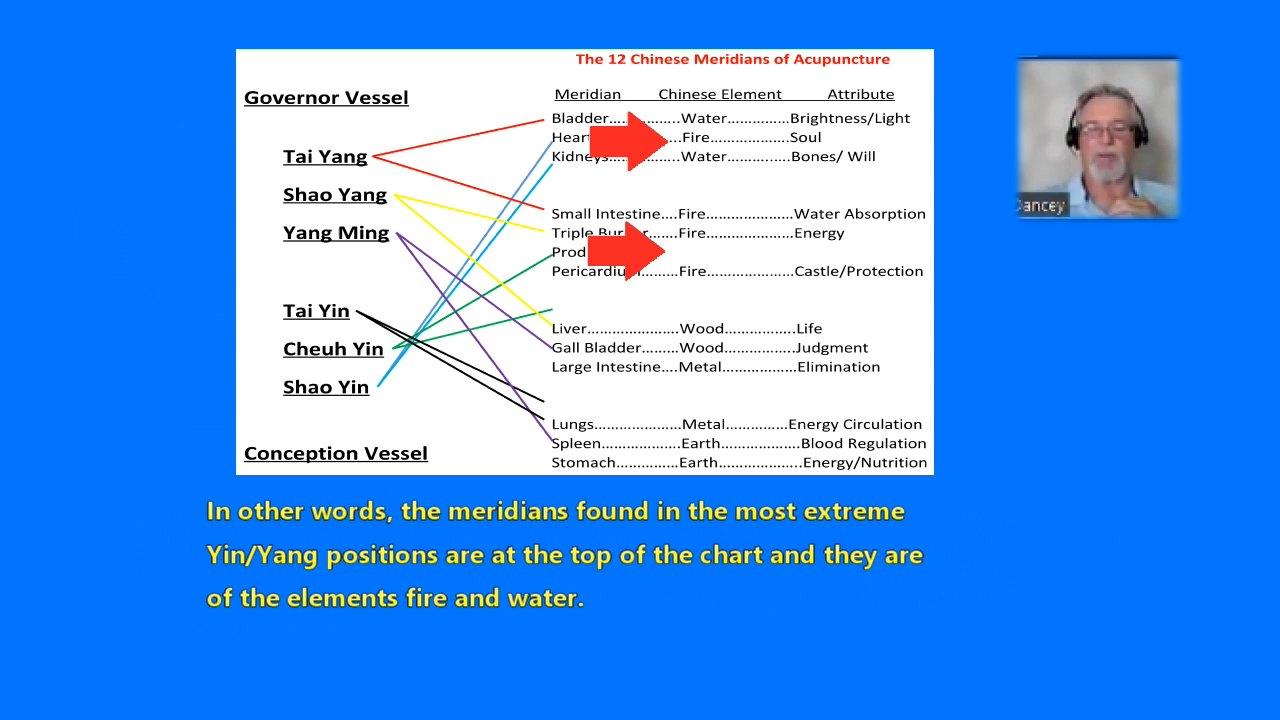 The 12 Chinese Meridians of Acupuncture
Governor Vessel
Meridian Chinese Element Attribute
Bladder................Water..............Brightness/Light
Heart ....Fire....................Soul
Kidneys................Water..............Bones/ Will
Tai Yang
Shao Yang
Yang Ming
Small Intestine....Fire......................Water Absorption
Triple Burner.......Fire......................Energy
Prod
Pericardium.........Fire......................Castle/Protection
Tai Yin
Cheuh Yin
Shao Yin
Liver.......................Wood..................Life
Gall Bladder.........Wood..................Judgment
Large Intestine....Metal...................Elimination
Conception Vessel
Lungs......................Metal................Energy Circulation
Spleen....................Earth....................Blood Regulation
Stomach................Earth.....................Energy/Nutrition
Dancey
In other words, the meridians found in the most extreme
Yin/Yang positions are at the top of the chart and they are
of the elements fire and water.